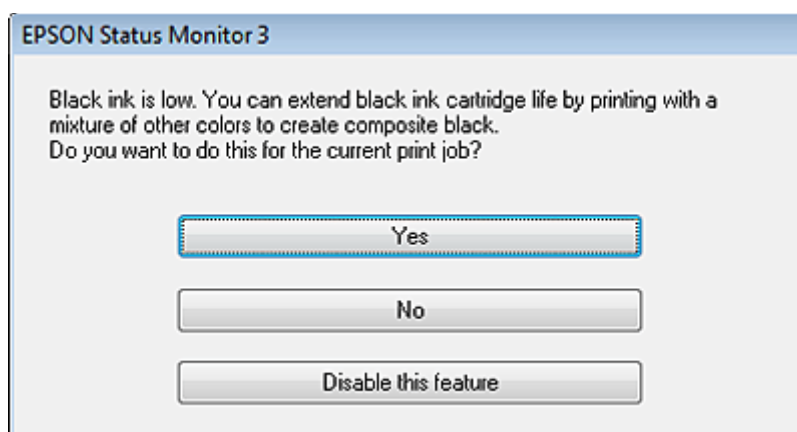 EPSON Status Monitor 3
Black ink is low. You can extend black ink cartridge life by printing with a
mixture of other colors to create composite black.
Do you want to do this for the current print job?
Yes
No
Disable this feature